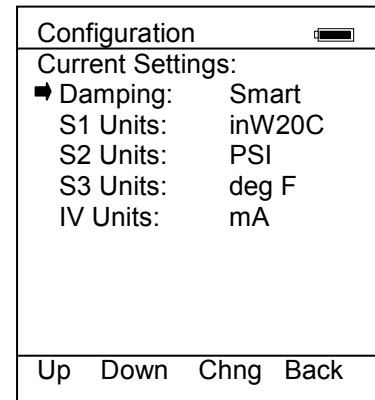 Configuration
Current Settings:
Damping: Smart
S1 Units: inW20C
S2 Units: PSI
S3 Units: deg F
IV Units: mA
Up Down Chng Back